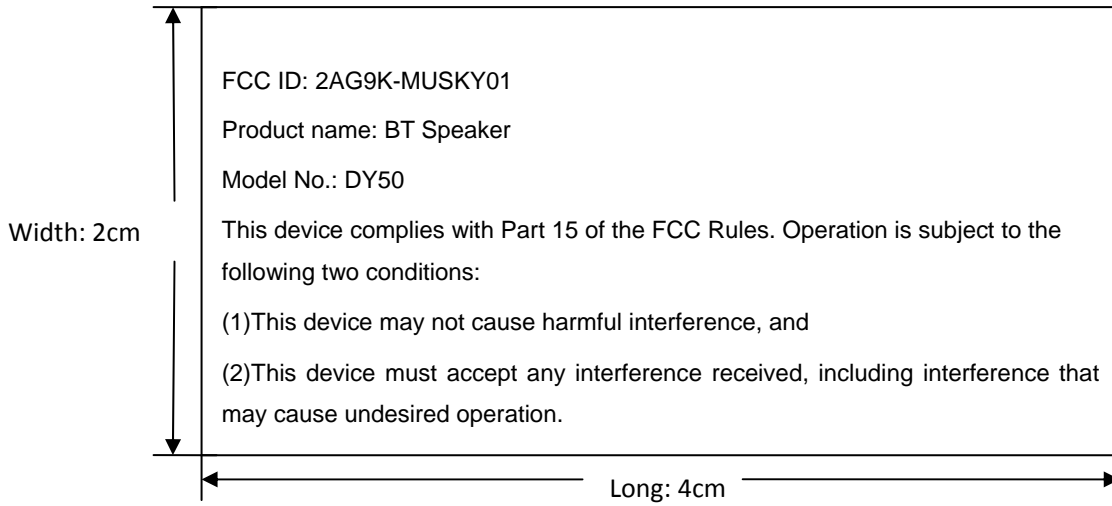 FCC ID: 2AG9K-MUSKY01
Product name: BT Speaker
Model No.: DY50
Width: 2cm
This device complies with Part 15 of the FCC Rules. Operation is subject to the
following two conditions:
(1)This device may not cause harmful interference, and
(2)This device must accept any interference received, including interference that
may cause undesired operation.
Long: 4cm